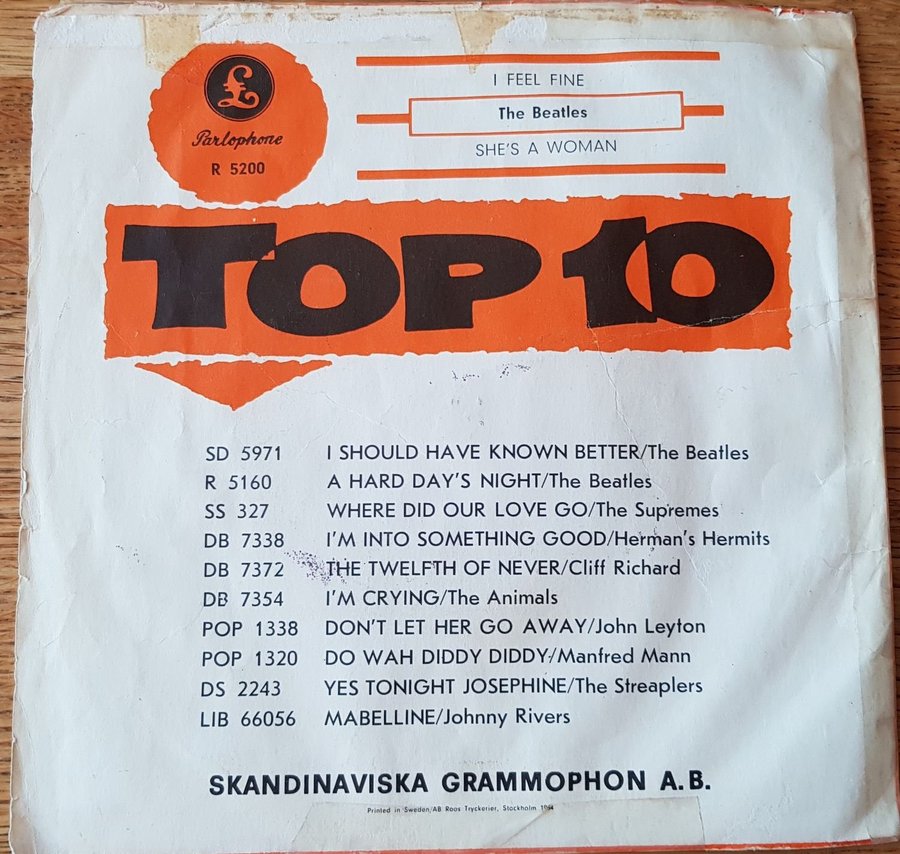 £
Parlophone
R 5200
I FEEL FINE
The Beatles
SHE'S A WOMAN
TOP 10
SD 5971 I SHOULD HAVE KNOWN BETTER/The Beatles
R 5160 A HARD DAY'S NIGHT/The Beatles
SS 327 WHERE DID OUR LOVE GO/The Supremes
DB 7338 I'M INTO SOMETHING GOOD/Herman's Hermits
DB 7372 THE TWELFTH OF NEVER/Cliff Richard
DB 7354 I'M CRYING/The Animals
POP 1338 DON'T LET HER GO AWAY/John Leyton
POP 1320 DO WAH DIDDY DIDDY/Manfred Mann
DS 2243 YES TONIGHT JOSEPHINE/The Streaplers
LIB 66056 MABELLINE/Johnny Rivers
SKANDINAVISKA GRAMMOPHON A.B.
Printed in Sweden/AB Roos Tryckerier, Stockholm 1964